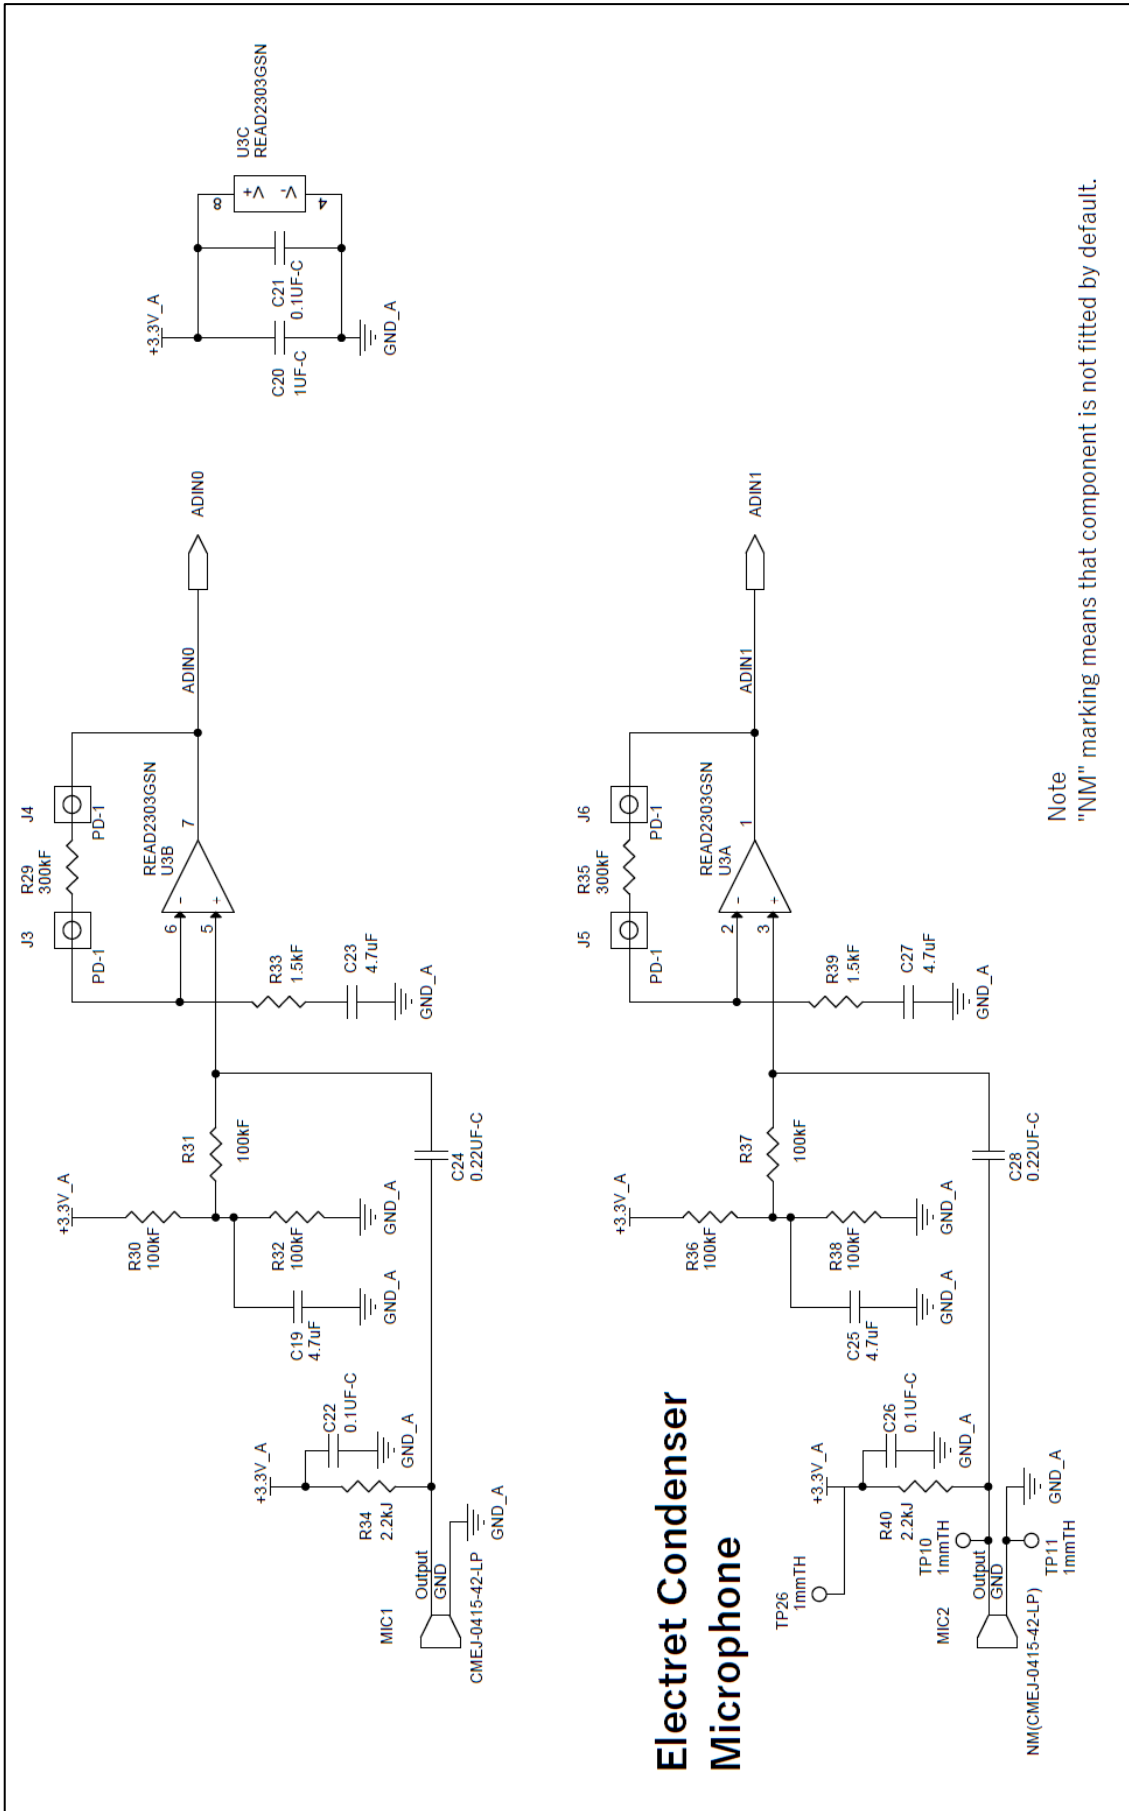 Electret Condenser
Microphone
MIC1
CMEJ-0415-42-LP
Output
GND
GND_A
+3.3V_A
R34
2.2kJ
C22
0.1UF-C
GND_A
C19
4.7uF
GND_A
+3.3V_A
R30
100kF
R32
100kF
GND_A
R31
100kF
C24
0.22UF-C
J3
PD-1
R29
300kF
J4
PD-1
R33
1.5kF
C23
4.7uF
GND_A
6
5
-
+
7
READ2303GSN
U3B
ADIN0
ADIN0
+3.3V_A
C20
1UF-C
C21
0.1UF-C
GND_A
8
4
V+
V-
U3C
READ2303GSN
TP26
1mmTH
MIC2
NM(CMEJ-0415-42-LP)
Output
GND
TP10
1mmTH
TP11
1mmTH
GND_A
+3.3V_A
R40
2.2kJ
C26
0.1UF-C
GND_A
C25
4.7uF
GND_A
+3.3V_A
R36
100kF
R38
100kF
GND_A
R37
100kF
C28
0.22UF-C
J5
PD-1
R35
300kF
J6
PD-1
R39
1.5kF
C27
4.7uF
GND_A
2
3
-
+
1
READ2303GSN
U3A
ADIN1
ADIN1
Note
"NM" marking means that component is not fitted by default.